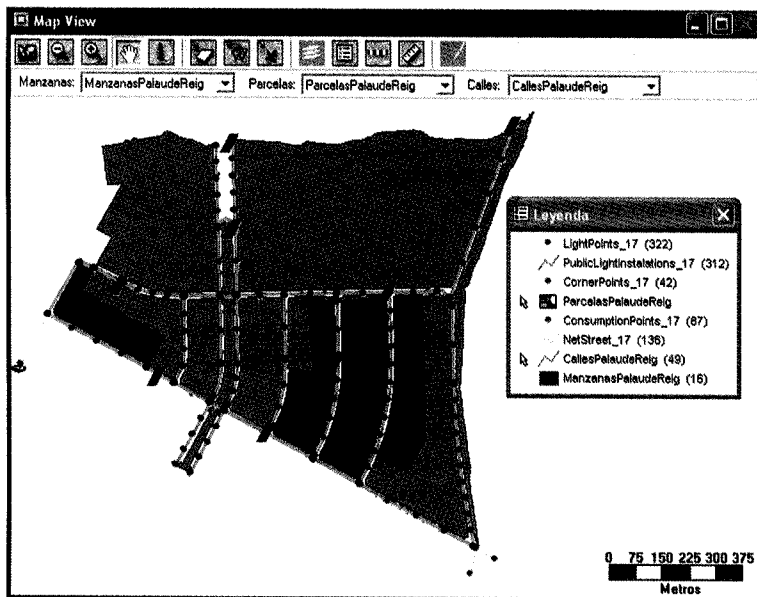 Map View
Manzanas: ManzanasPalaudeReig Parcelas: ParcelasPalaudeReig Calles: CallesPalaudeReig
Leyenda
LightPoints_17 (322)
PublicLightInstalations_17 (312)
CornerPoints_17 (42)
ParcelasPalaudeReig
ConsumptionPoints_17 (67)
NetStreet_17 (136)
CallesPalaudeReig (49)
ManzanasPalaudeReig (16)
0 75 150 225 300 375
Metros